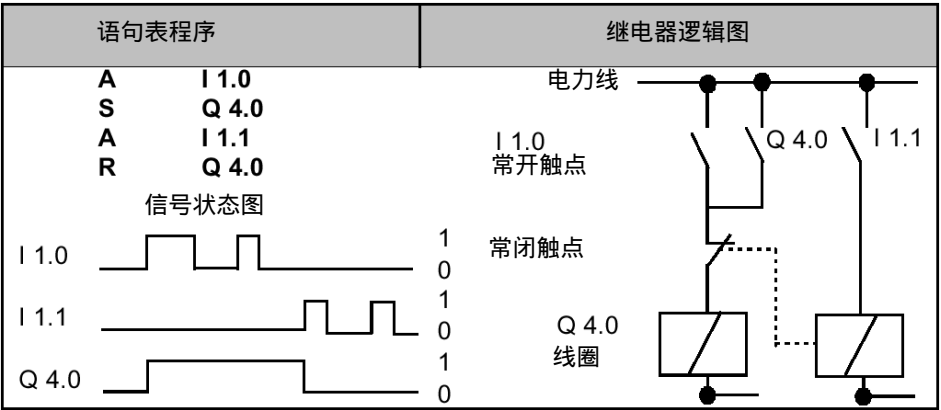 语句表程序
继电器逻辑图
A I 1.0
S Q 4.0
A I 1.1
R Q 4.0
信号状态图
I 1.0
1
0
I 1.1
1
0
Q 4.0
1
0
电力线
I 1.0
常开触点
Q 4.0
I 1.1
常闭触点
Q 4.0
线圈